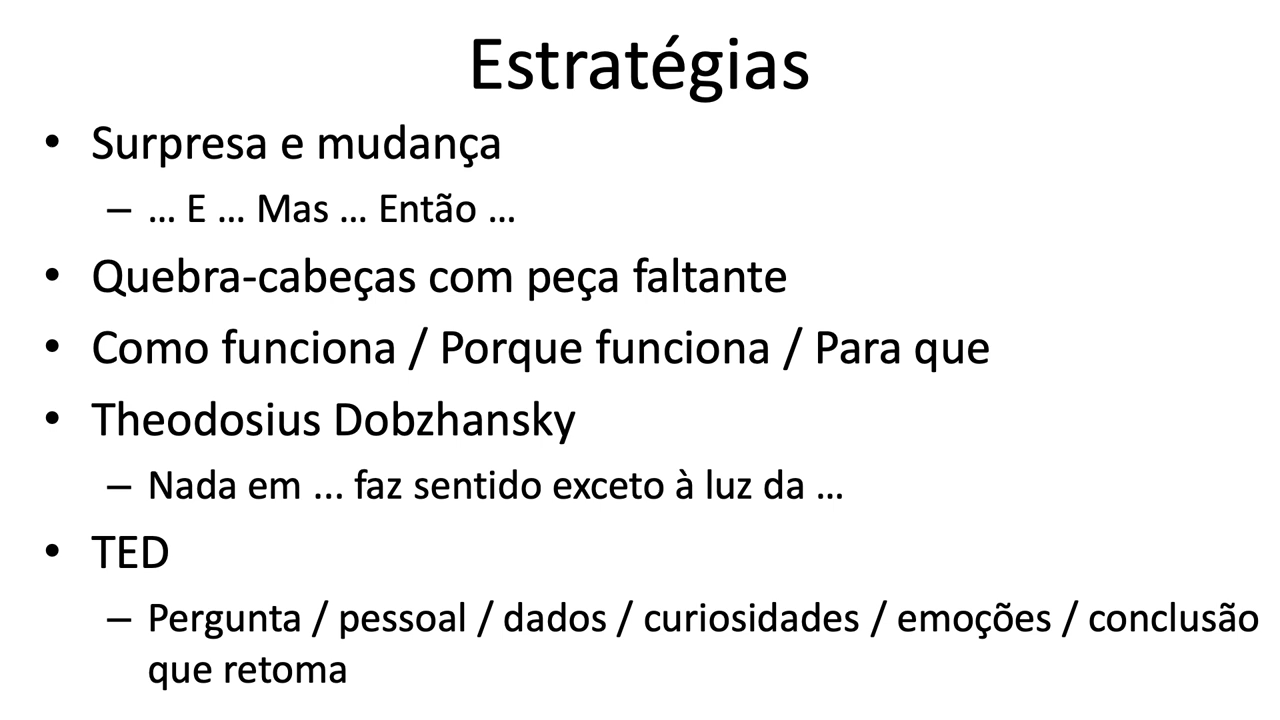 Estratégias
• Surpresa e mudança
– … E … Mas … Então …
• Quebra-cabeças com peça faltante
• Como funciona / Porque funciona / Para que
• Theodosius Dobzhansky
– Nada em ... faz sentido exceto à luz da …
• TED
– Pergunta / pessoal / dados / curiosidades / emoções / conclusão
que retoma